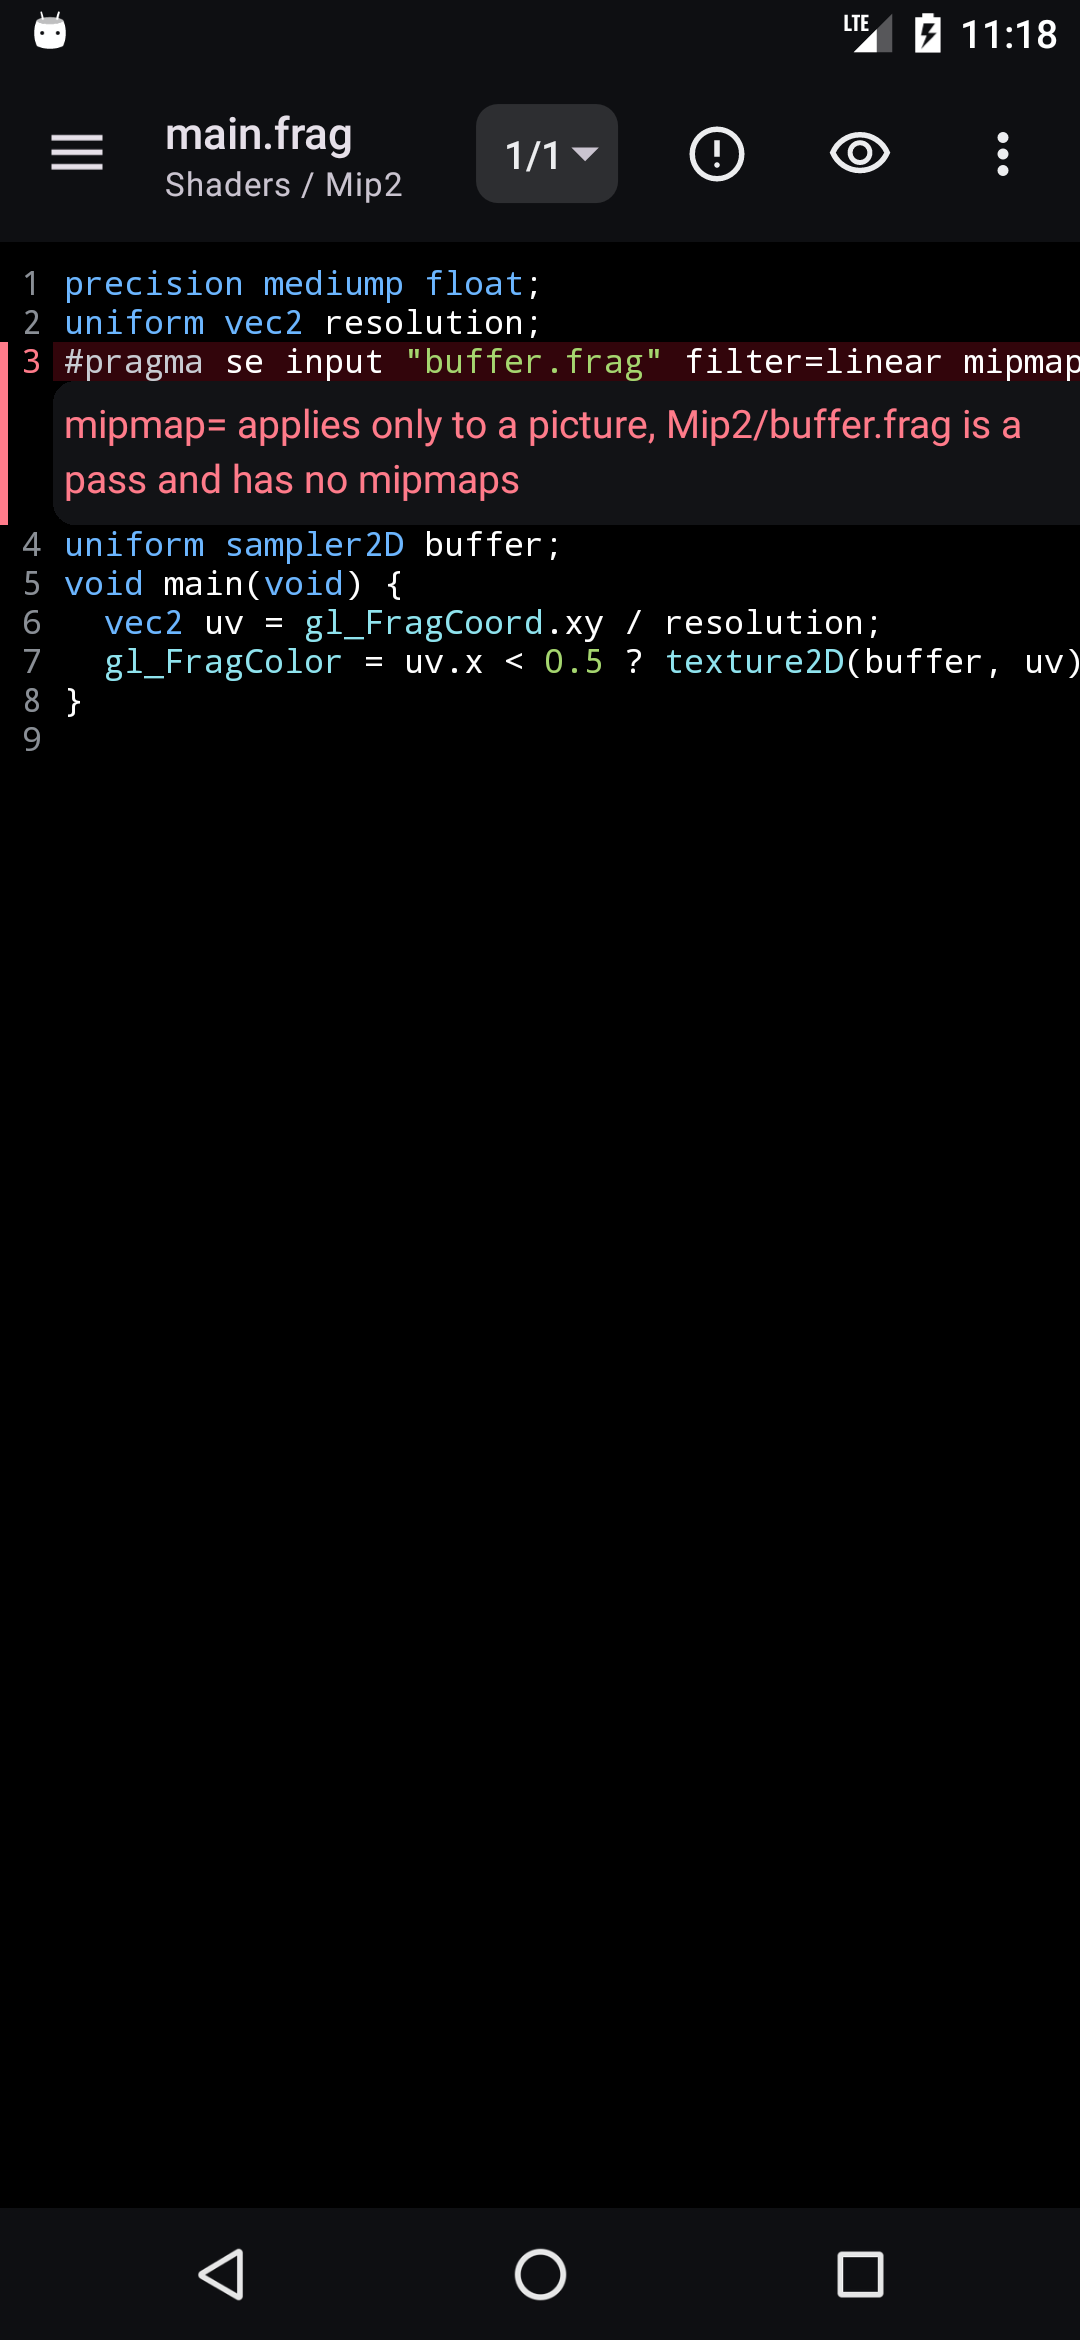 LTE 11:18
main.frag
Shaders / Mip2
1/1
1 precision mediump float;
2 uniform vec2 resolution;
3 #pragma se input "buffer.frag" filter=linear mipmap
mipmap= applies only to a picture, Mip2/buffer.frag is a
pass and has no mipmaps
4 uniform sampler2D buffer;
5 void main(void) {
6   vec2 uv = gl_FragCoord.xy / resolution;
7   gl_FragColor = uv.x < 0.5 ? texture2D(buffer, uv)
8 }
9